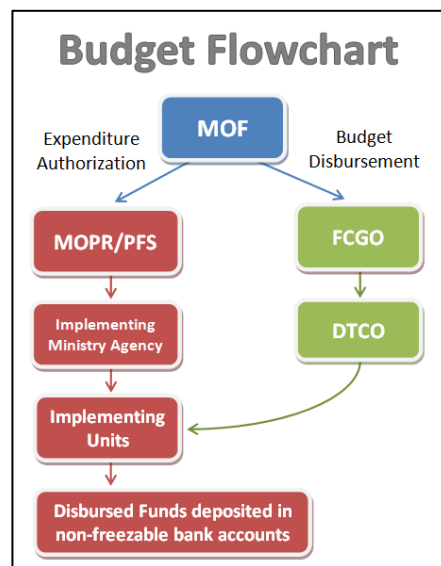 Budget Flowchart
MOF
Expenditure
Authorization
Budget
Disbursement
MOPR/PFS
FCGO
Implementing
Ministry Agency
DTCO
Implementing
Units
Disbursed Funds deposited in
non-freezable bank accounts